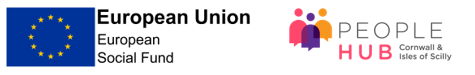 European Union
European
Social Fund
PEOPLE
HUB
Cornwall &
Isles of Scilly